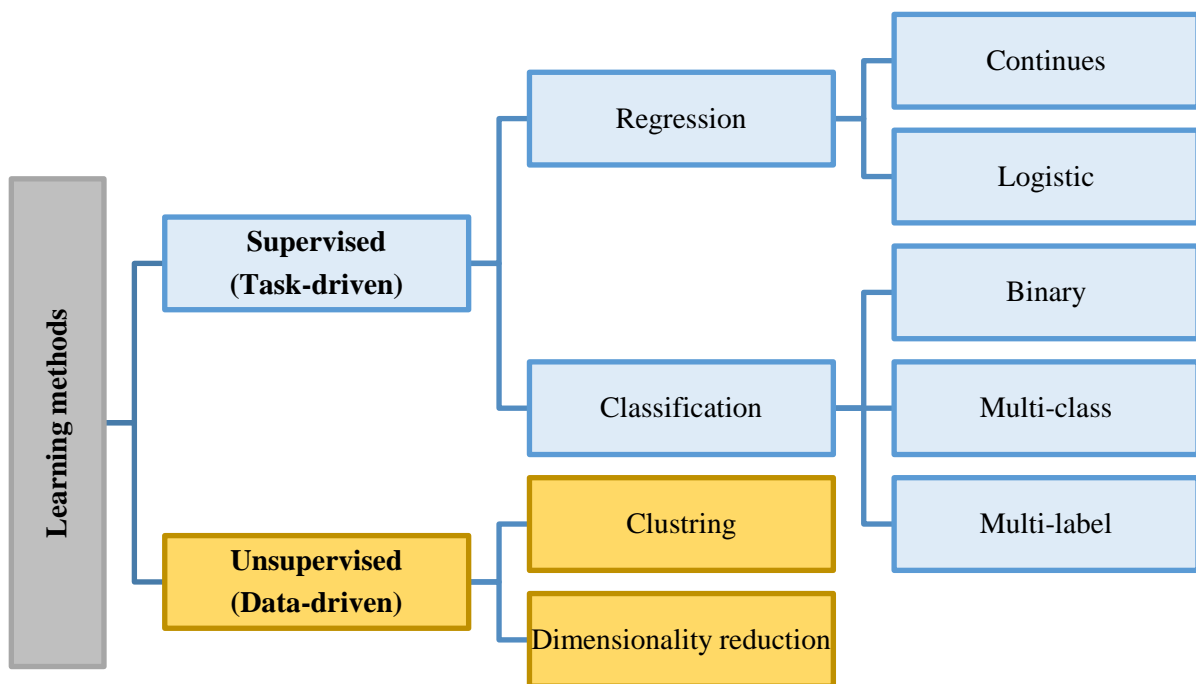 Learning methods
Supervised
(Task-driven)
Regression
Continues
Logistic
Classification
Binary
Multi-class
Multi-label
Unsupervised
(Data-driven)
Clustring
Dimensionality reduction